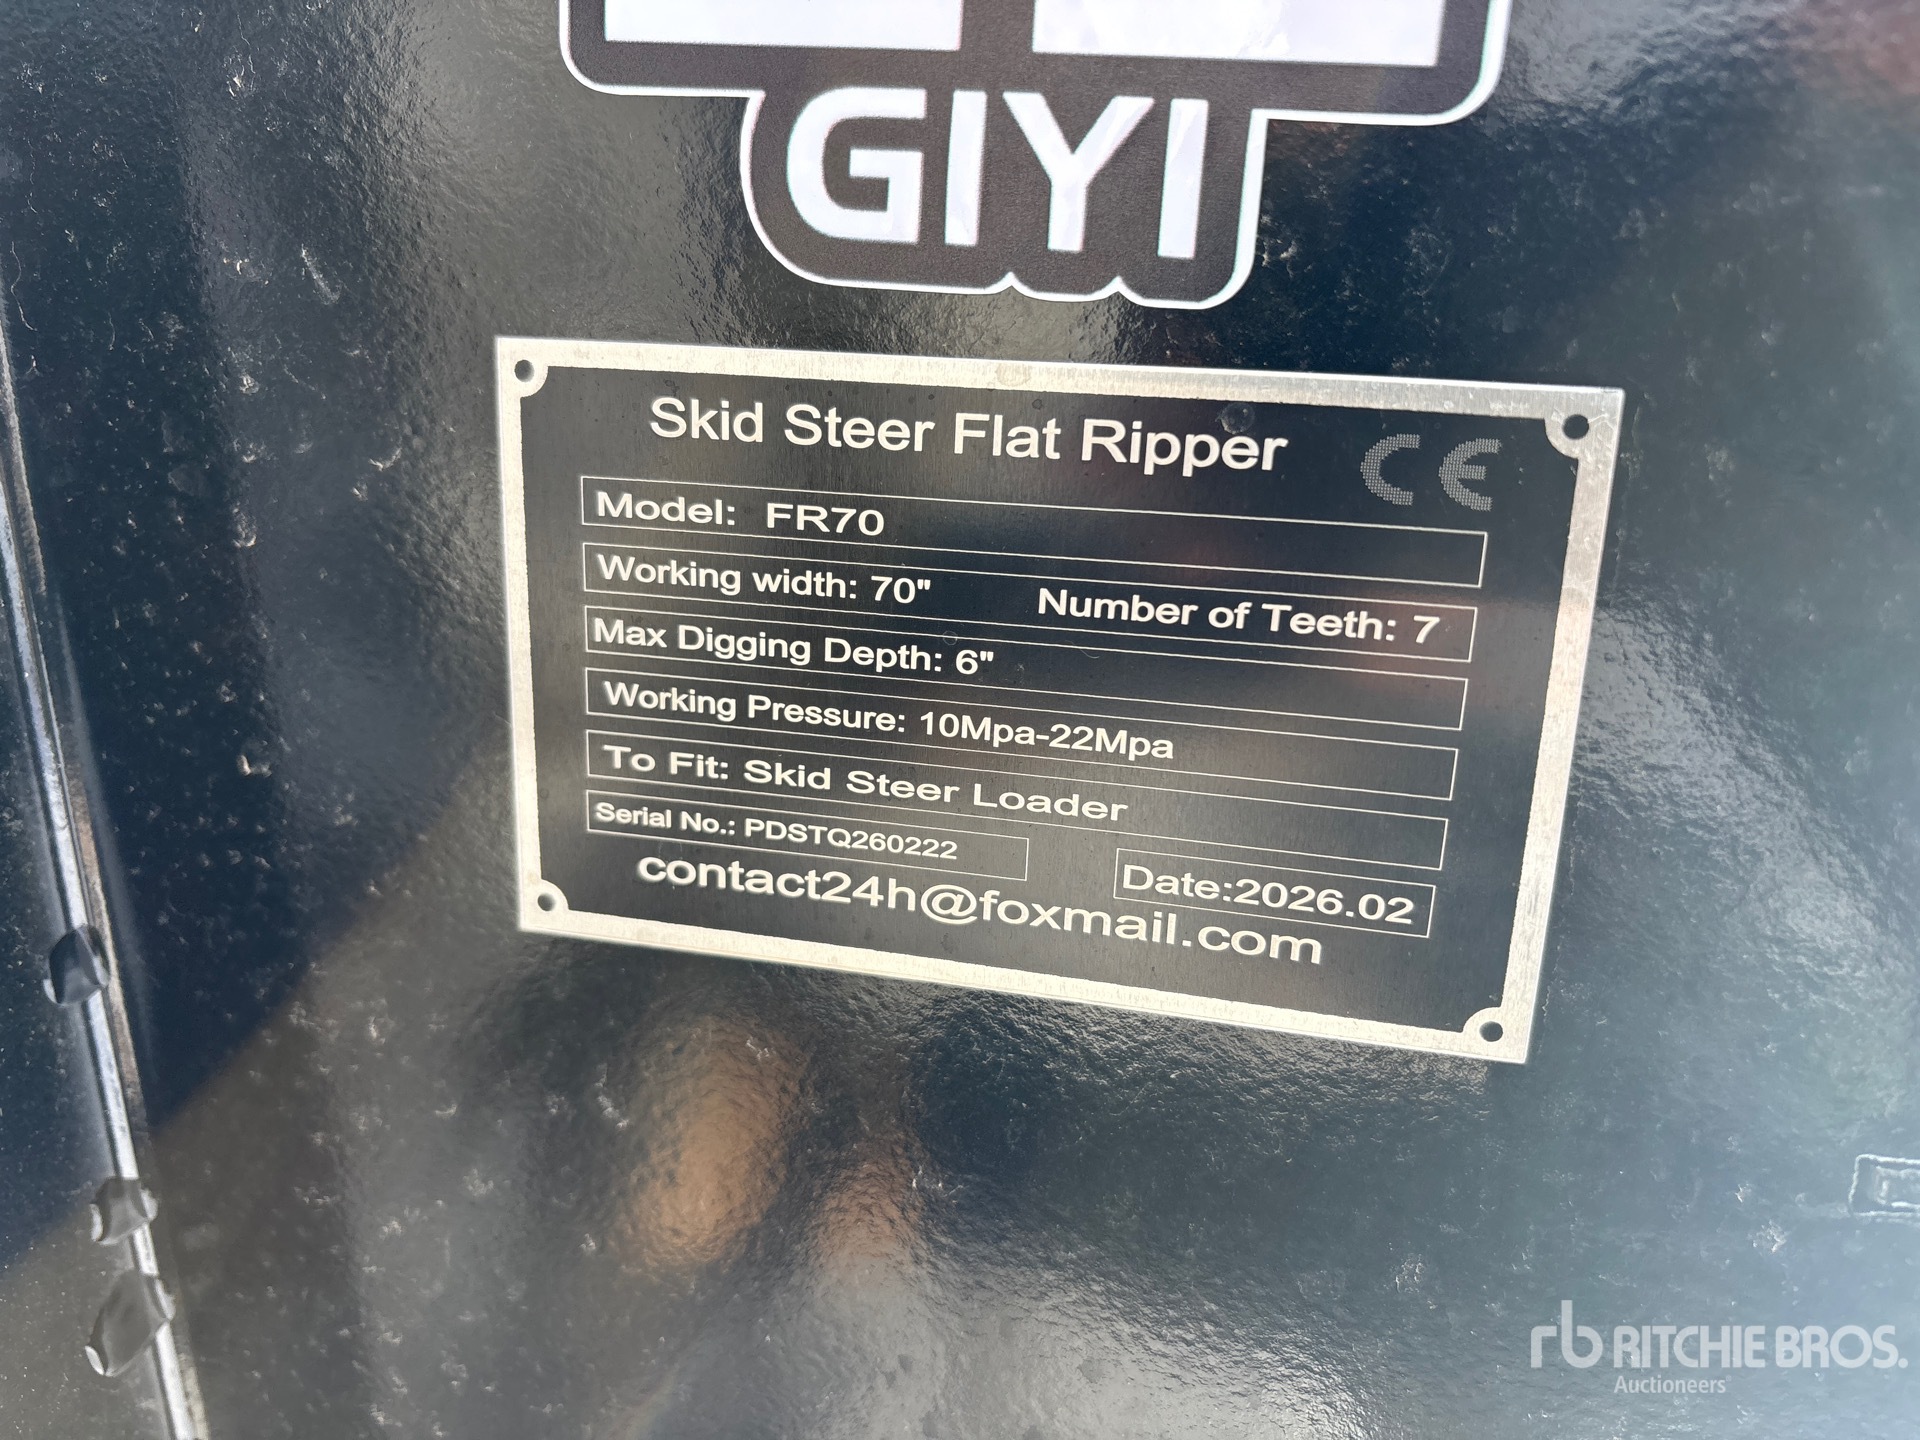 GIYI
Skid Steer Flat Ripper
CE
Model: FR70
Working width: 70" Number of Teeth: 7
Max Digging Depth: 6"
Working Pressure: 10Mpa-22Mpa
To Fit: Skid Steer Loader
Serial No.: PDSTQ260222
Date:2026.02
contact24h@foxmail.com
rb RITCHIE BROS.
Auctioneers